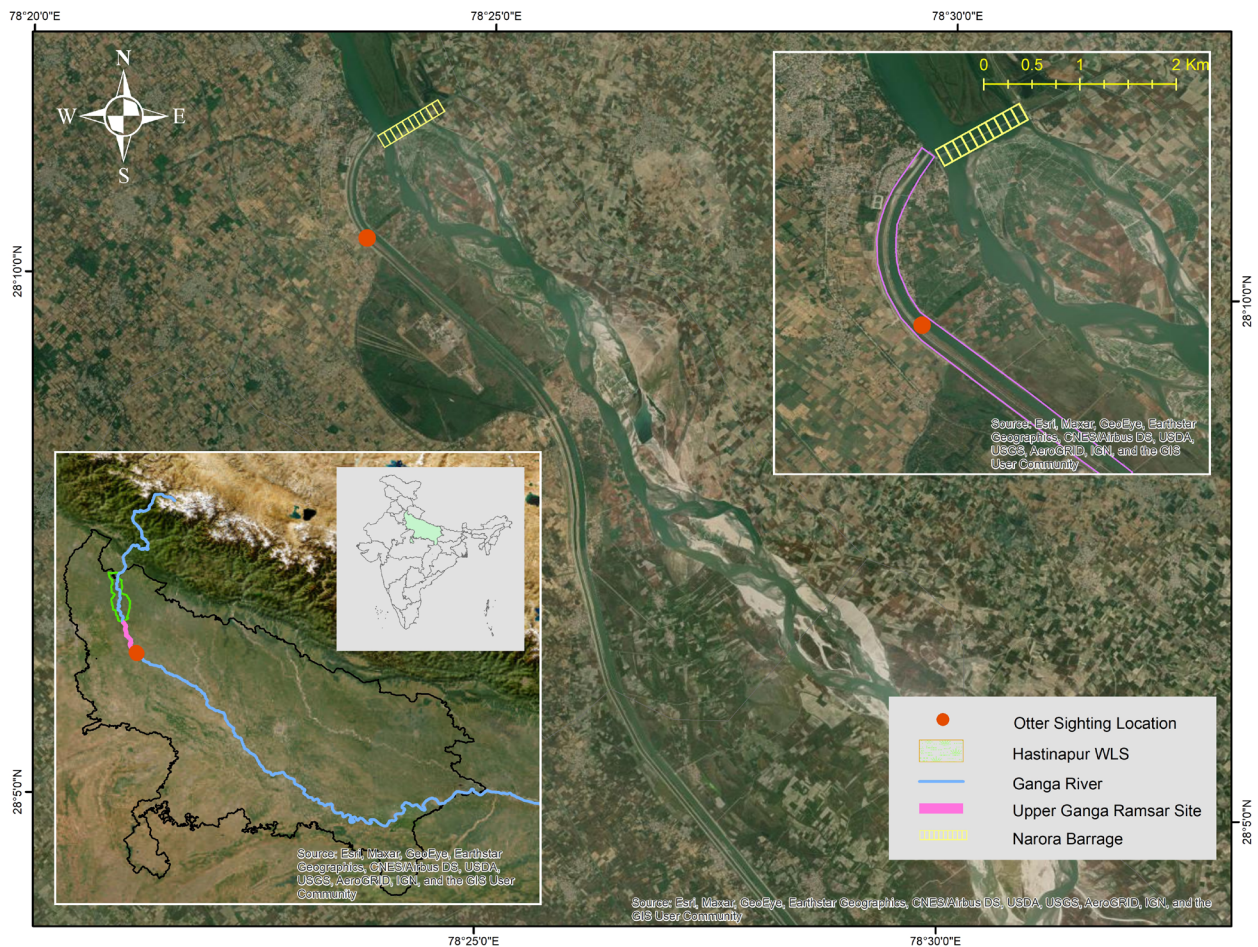 78°20'0"E
78°25'0"E
78°30'0"E
N
W
E
S
0 0.5 1 2 Km
28°10'0"N
28°10'0"N
Source: Esri, Maxar, GeoEye, Earthstar
Geographics, CNES/Airbus DS, USDA,
USGS, AeroGRID, IGN, and the GIS
User Community
Otter Sighting Location
Hastinapur WLS
Ganga River
Upper Ganga Ramsar Site
Narora Barrage
28°5'0"N
28°5'0"N
Source: Esri, Maxar, GeoEye, Earthstar
Geographics, CNES/Airbus DS, USDA,
USGS, AeroGRID, IGN, and the GIS User
Community
Source: Esri, Maxar, GeoEye, Earthstar Geographics, CNES/Airbus DS, USDA, USGS, AeroGRID, IGN, and the
GIS User Community
78°25'0"E
78°30'0"E